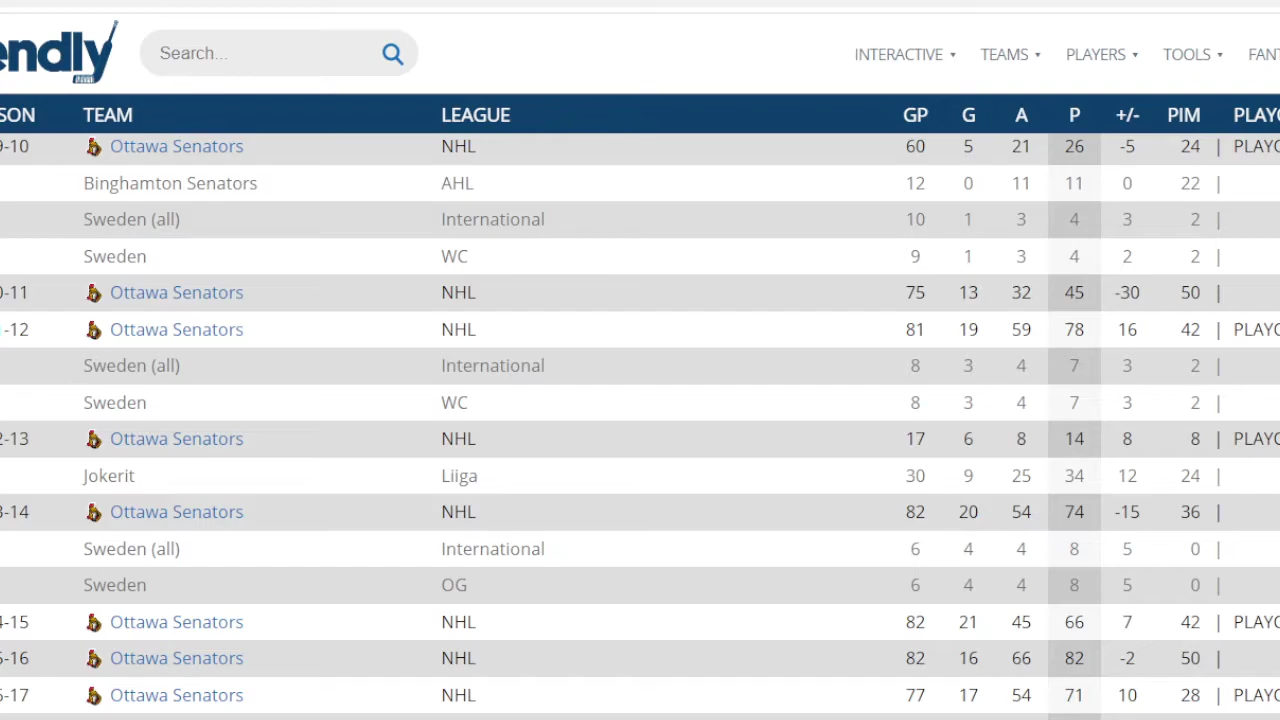 endly Search... INTERACTIVE TEAMS PLAYERS TOOLS FANT
SON TEAM LEAGUE GP G A P +/- PIM PLAYO
9-10 Ottawa Senators NHL 60 5 21 26 -5 24 | PLAYO
Binghamton Senators AHL 12 0 11 11 0 22 |
Sweden (all) International 10 1 3 4 3 2 |
Sweden WC 9 1 3 4 2 2 |
0-11 Ottawa Senators NHL 75 13 32 45 -30 50 |
-12 Ottawa Senators NHL 81 19 59 78 16 42 | PLAYO
Sweden (all) International 8 3 4 7 3 2 |
Sweden WC 8 3 4 7 3 2 |
2-13 Ottawa Senators NHL 17 6 8 14 8 8 | PLAYO
Jokerit Liiga 30 9 25 34 12 24 |
3-14 Ottawa Senators NHL 82 20 54 74 -15 36 |
Sweden (all) International 6 4 4 8 5 0 |
Sweden OG 6 4 4 8 5 0 |
4-15 Ottawa Senators NHL 82 21 45 66 7 42 | PLAYO
5-16 Ottawa Senators NHL 82 16 66 82 -2 50 |
6-17 Ottawa Senators NHL 77 17 54 71 10 28 | PLAYO